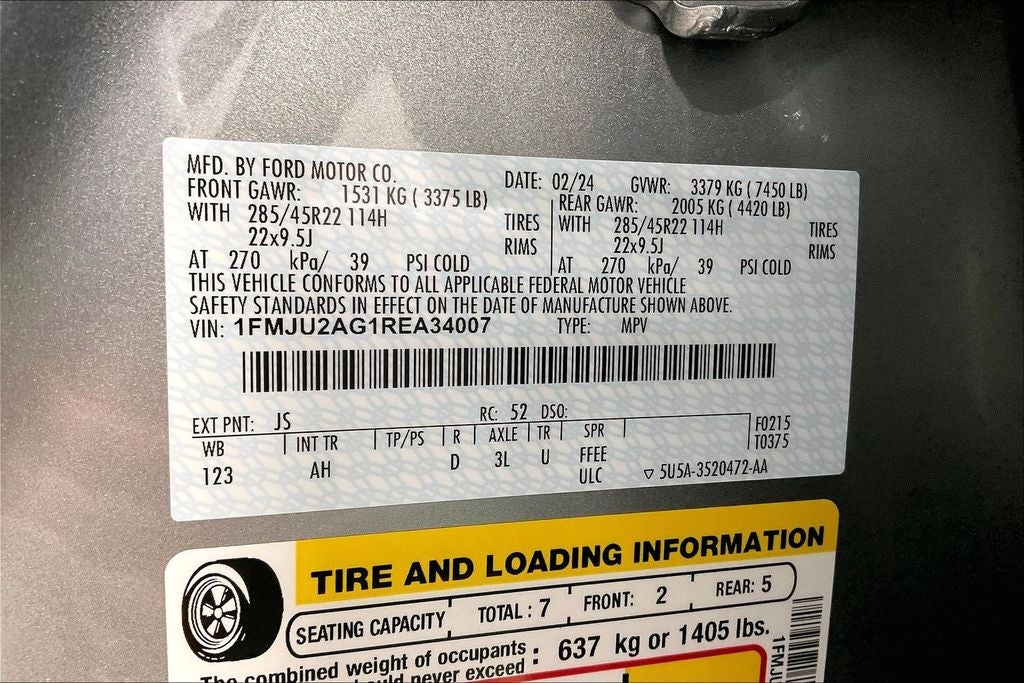 MFD. BY FORD MOTOR CO.
DATE: 02/24 GVWR: 3379 KG ( 7450 LB)
FRONT GAWR: 1531 KG ( 3375 LB)
REAR GAWR: 2005 KG ( 4420 LB)
WITH 285/45R22 114H TIRES
WITH 285/45R22 114H TIRES
22x9.5J RIMS
22x9.5J RIMS
AT 270 kPa/ 39 PSI COLD
AT 270 kPa/ 39 PSI COLD
THIS VEHICLE CONFORMS TO ALL APPLICABLE FEDERAL MOTOR VEHICLE
SAFETY STANDARDS IN EFFECT ON THE DATE OF MANUFACTURE SHOWN ABOVE.
VIN: 1FMJU2AG1REA34007 TYPE: MPV
EXT PNT: JS RC: 52 DSO:
WB INT TR TP/PS R AXLE TR SPR F0215
T0375
123 AH D 3L U FFEE
ULC ▽ 5U5A-3520472-AA
TIRE AND LOADING INFORMATION
SEATING CAPACITY TOTAL : 7 FRONT: 2 REAR: 5
The combined weight of occupants
should never exceed : 637 kg or 1405 lbs.
1FMJU